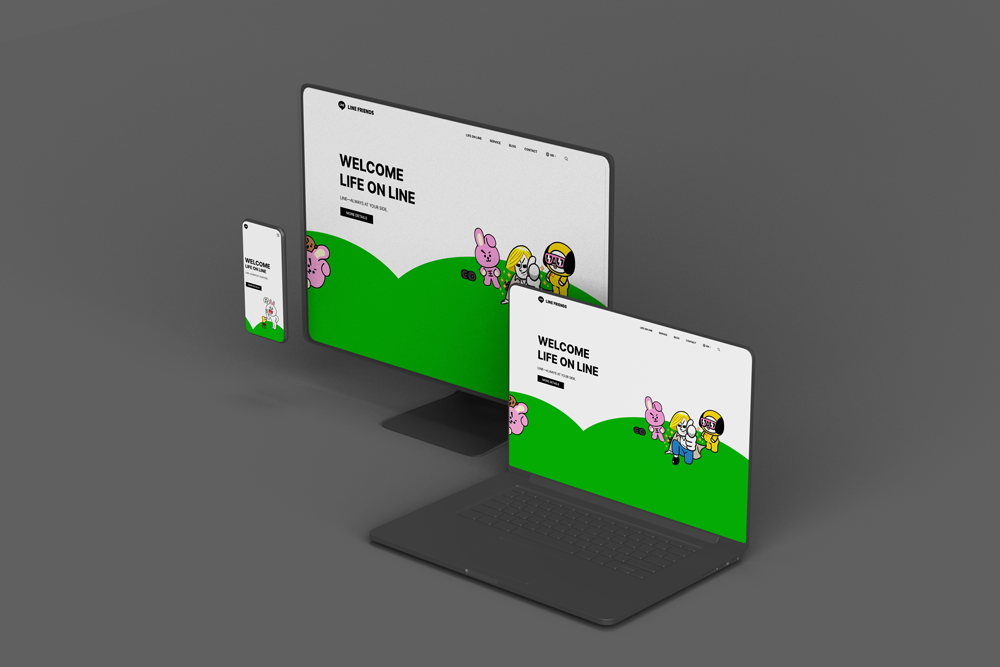 LINE FRIENDS
LIFE ON LINE SERVICE BLOG CONTACT
WELCOME
LIFE ON LINE
LINE—ALWAYS AT YOUR SIDE.
MORE DETAILS
WELCOME
LIFE ON LINE
LINE FRIENDS
LIFE ON LINE SERVICE BLOG CONTACT
WELCOME
LIFE ON LINE
LINE—ALWAYS AT YOUR SIDE.
MORE DETAILS